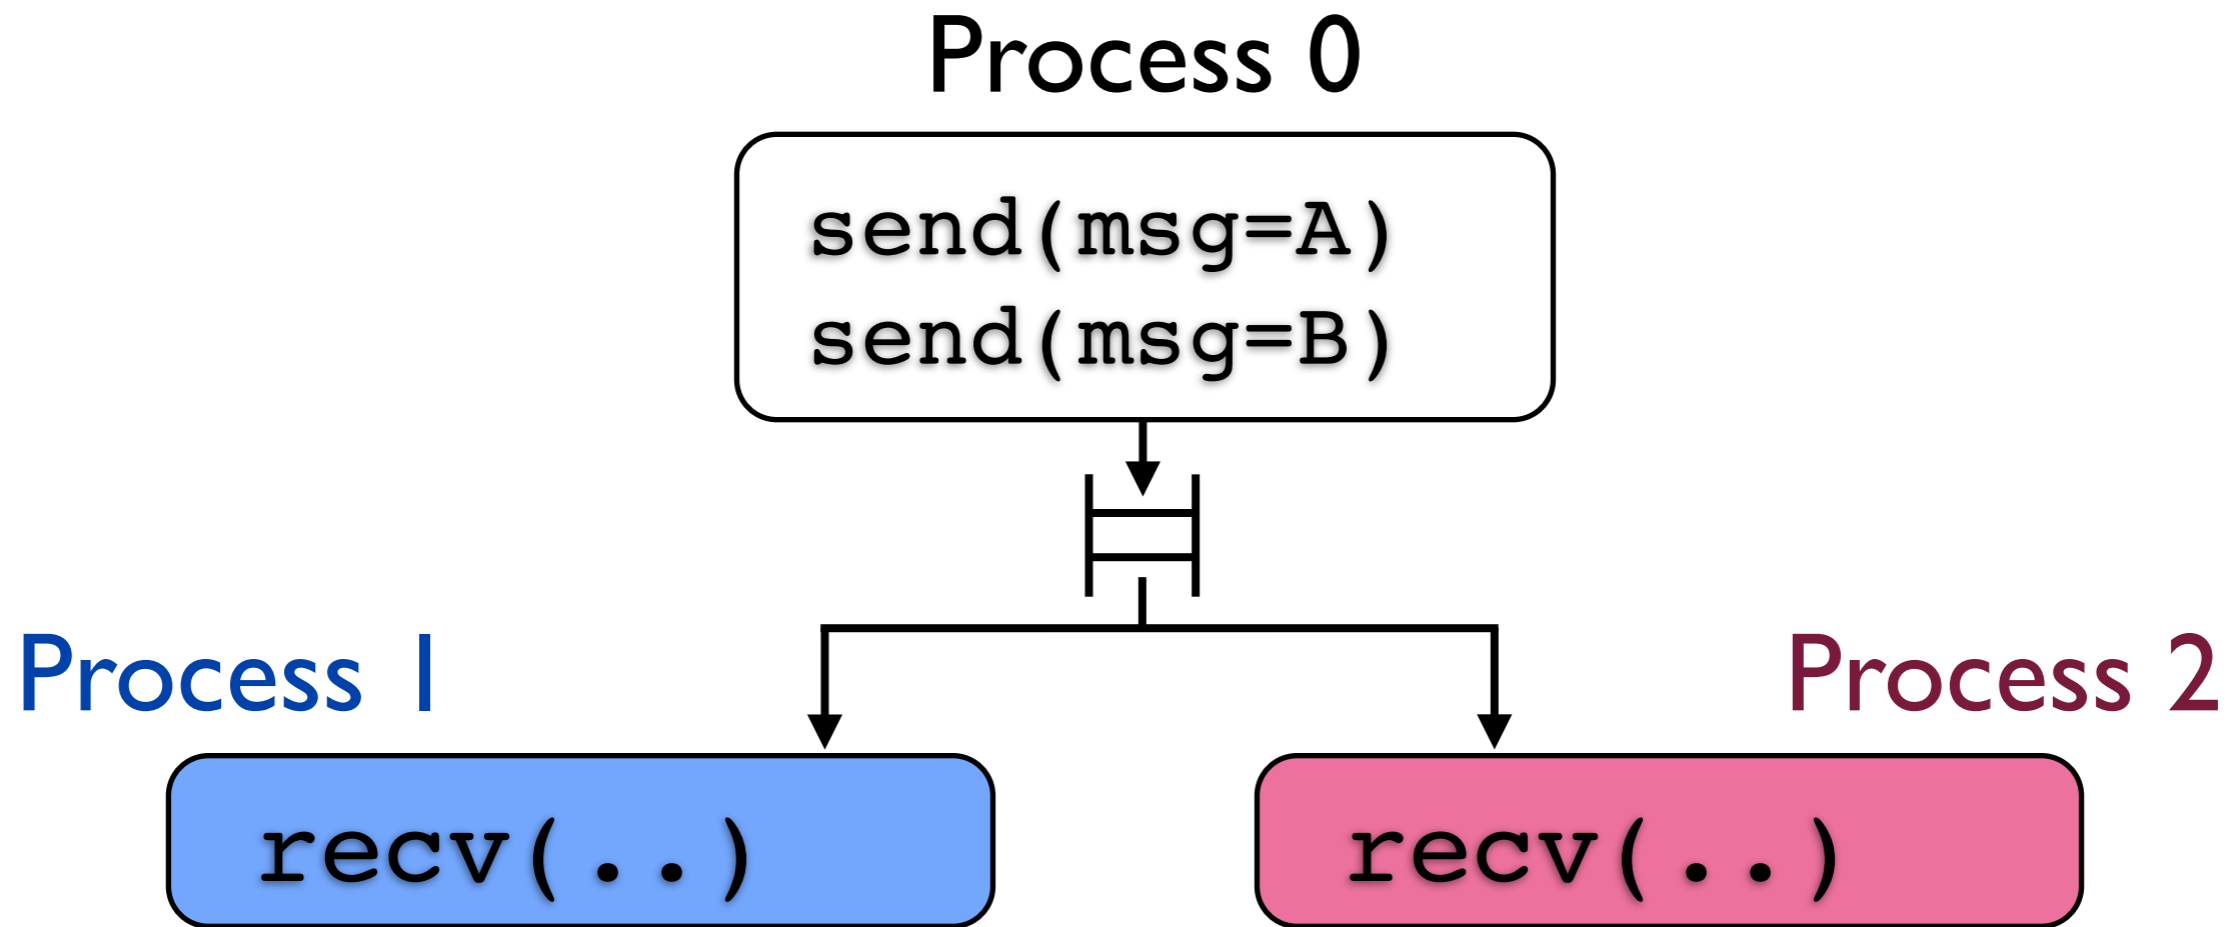 Process 0
send(msg=A)
send(msg=B)
Process 1
Process 2
recv(..)
recv(..)